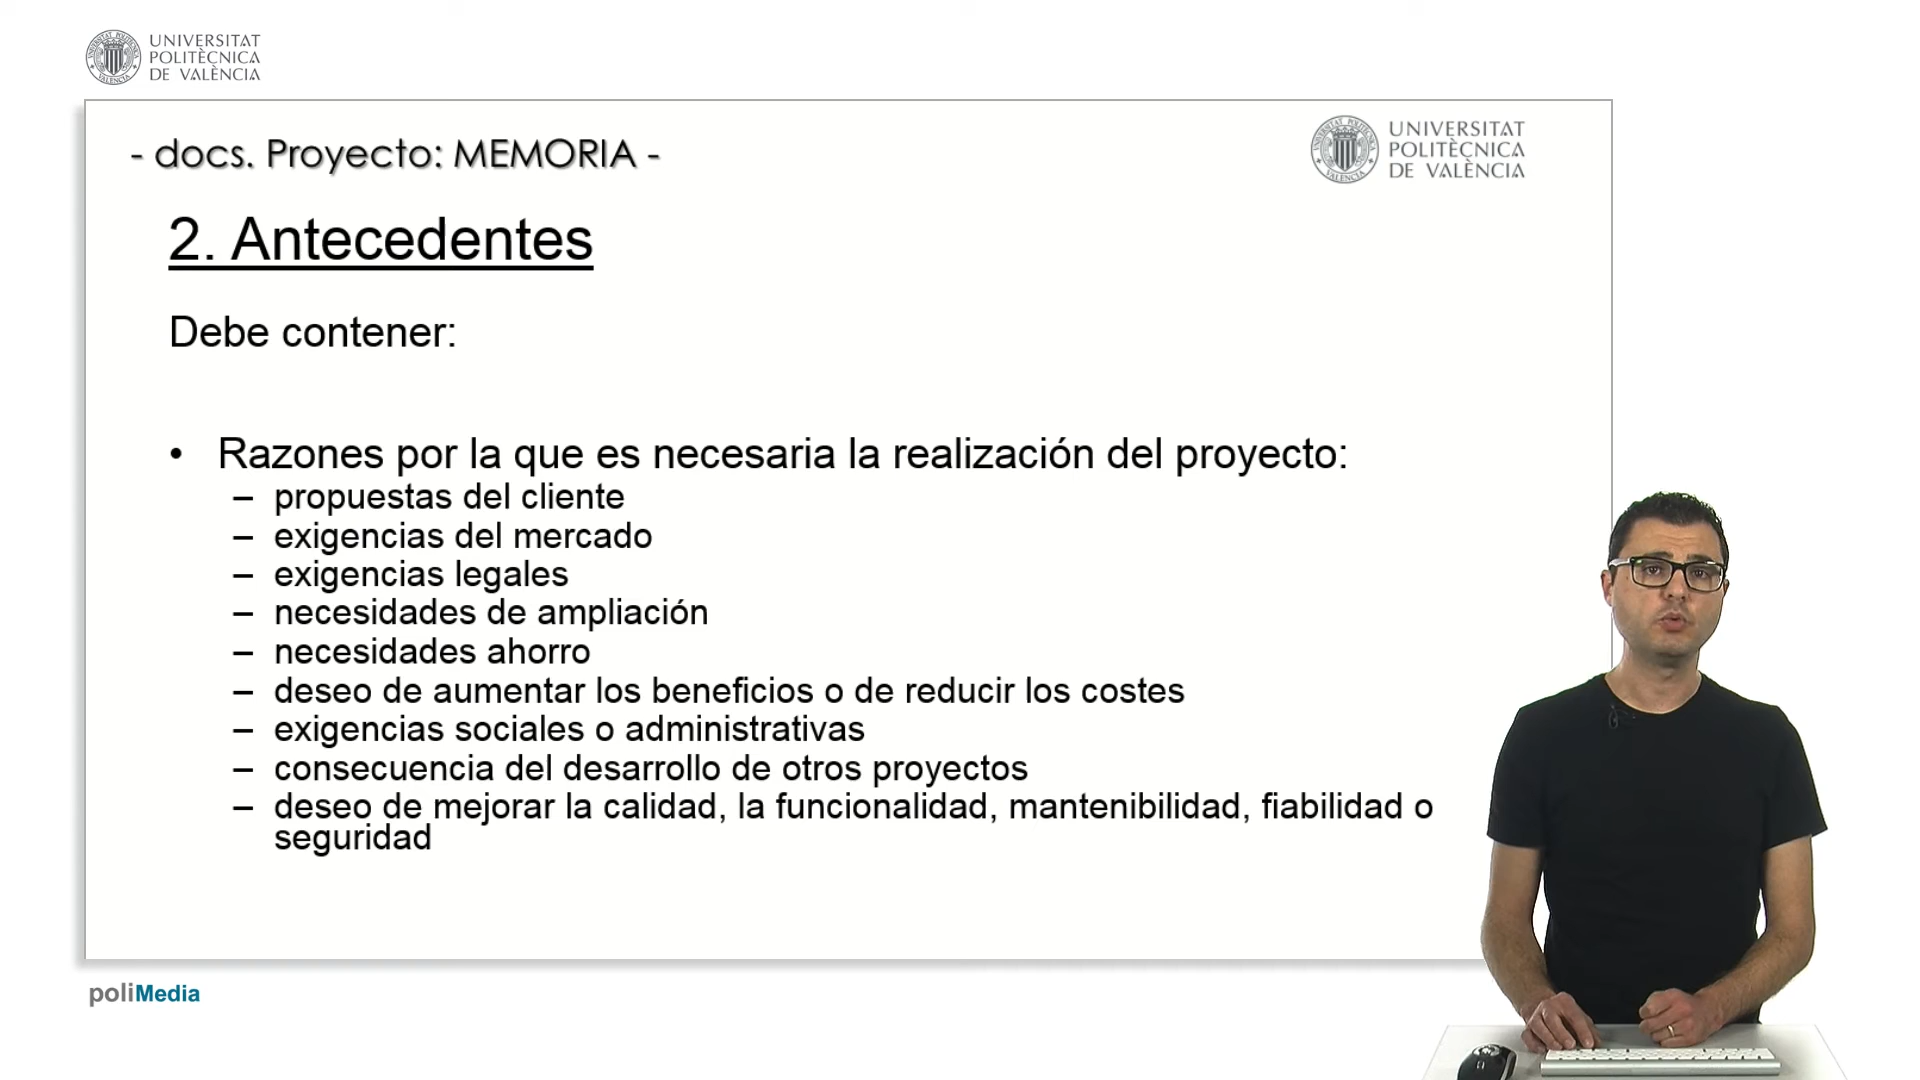 UNIVERSITAT
POLITÈCNICA
DE VALÈNCIA
- docs. Proyecto: MEMORIA -
UNIVERSITAT
POLITÈCNICA
DE VALÈNCIA
2. Antecedentes
Debe contener:
• Razones por la que es necesaria la realización del proyecto:
– propuestas del cliente
– exigencias del mercado
– exigencias legales
– necesidades de ampliación
– necesidades ahorro
– deseo de aumentar los beneficios o de reducir los costes
– exigencias sociales o administrativas
– consecuencia del desarrollo de otros proyectos
– deseo de mejorar la calidad, la funcionalidad, mantenibilidad, fiabilidad o
seguridad
poliMedia